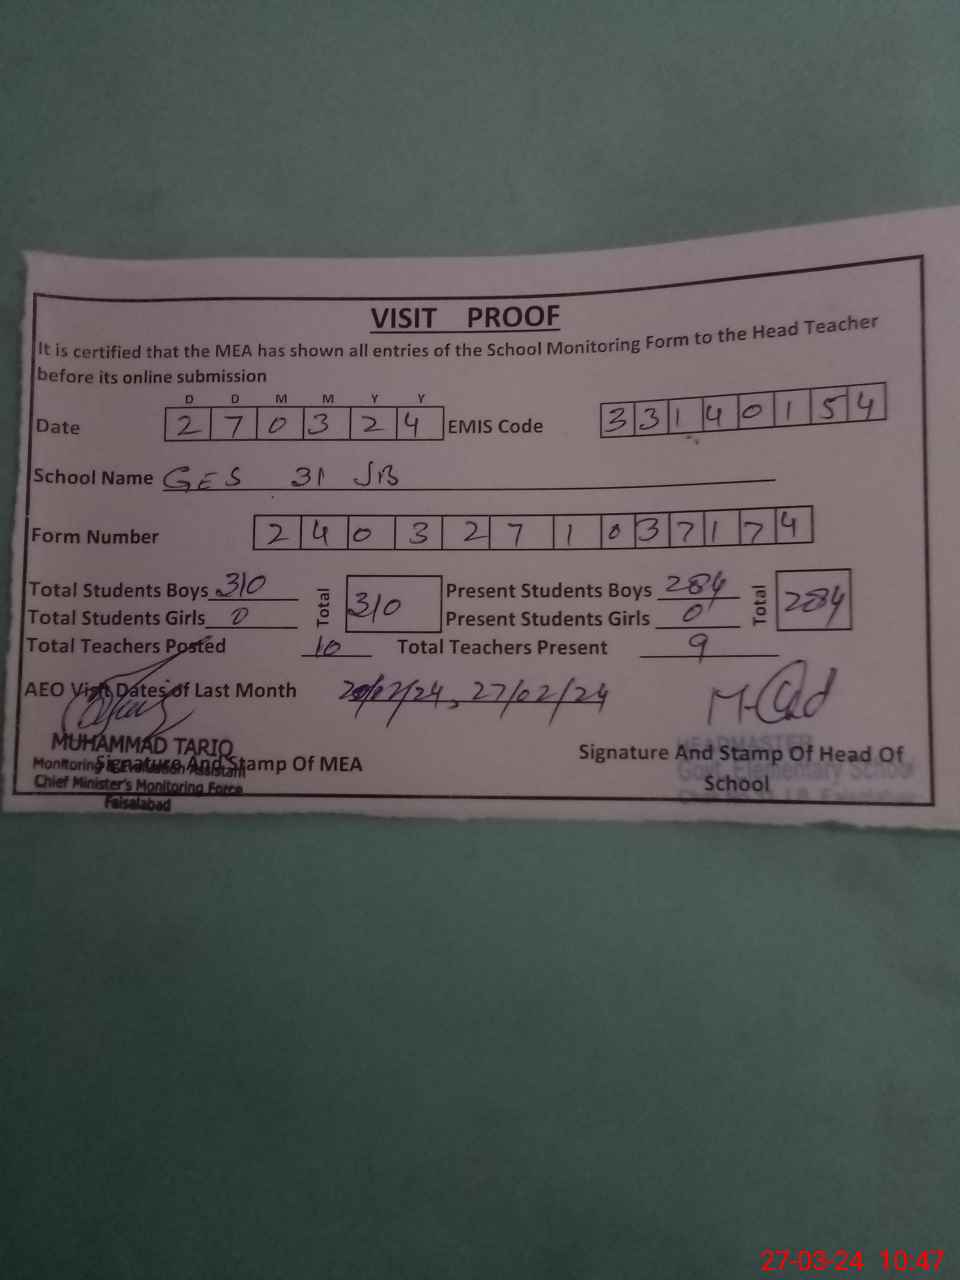 VISIT PROOF
It is certified that the MEA has shown all entries of the School Monitoring Form to the Head Teacher
before its online submission
D D M M Y Y
Date 2 7 0 3 2 4 EMIS Code 3 3 1 4 0 1 5 4
School Name GES 31 JB
Form Number 2 4 0 3 2 7 1 0 3 7 1 7 4
Total Students Boys 310 Total 310 Present Students Boys 284 Total 284
Total Students Girls 0 Present Students Girls 0
Total Teachers Posted 10 Total Teachers Present 9
AEO Visit Dates of Last Month 20/02/24, 27/02/24
MUHAMMAD TARIQ
Monitoring & Evaluation Assistant
Signature And Stamp Of MEA
Chief Minister's Monitoring Force
Faisalabad
HEADMASTER
Signature And Stamp Of Head Of
Govt. Elementary School
School
27-03-24 10:47